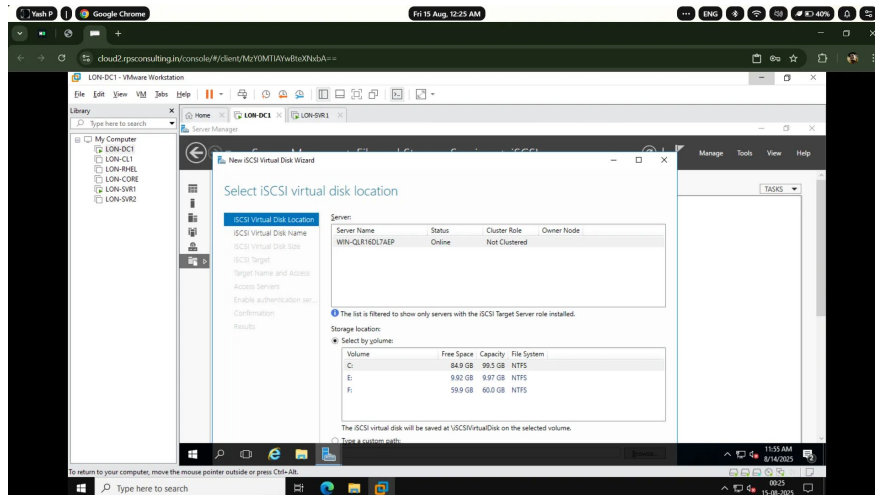 Yash P
Google Chrome
Fri 15 Aug, 12:25 AM
ENG
40%
cloud2.rpsconsulting.in/console/#/client/MzY0MTIAYwBteXNxbA==
LON-DC1 - VMware Workstation
File Edit View VM Tabs Help
Library
Type here to search
My Computer
LON-DC1
LON-CL1
LON-RHEL
LON-CORE
LON-SVR1
LON-SVR2
Home
LON-DC1
LON-SVR1
Server Manager
Manage Tools View Help
TASKS
New iSCSI Virtual Disk Wizard
Select iSCSI virtual disk location
iSCSI Virtual Disk Location
iSCSI Virtual Disk Name
iSCSI Virtual Disk Size
iSCSI Target
Target Name and Access
Access Servers
Enable authentication ser...
Confirmation
Results
Server:
Server Name Status Cluster Role Owner Node
WIN-QLR16DL7AEP Online Not Clustered
The list is filtered to show only servers with the iSCSI Target Server role installed.
Storage location:
Select by volume:
Volume Free Space Capacity File System
C: 84.9 GB 99.5 GB NTFS
E: 9.92 GB 9.97 GB NTFS
F: 59.9 GB 60.0 GB NTFS
The iSCSI virtual disk will be saved at \iSCSIVirtualDisk on the selected volume.
Type a custom path:
Browse...
11:55 AM
8/14/2025
To return to your computer, move the mouse pointer outside or press Ctrl+Alt.
Type here to search
00:25
15-08-2025